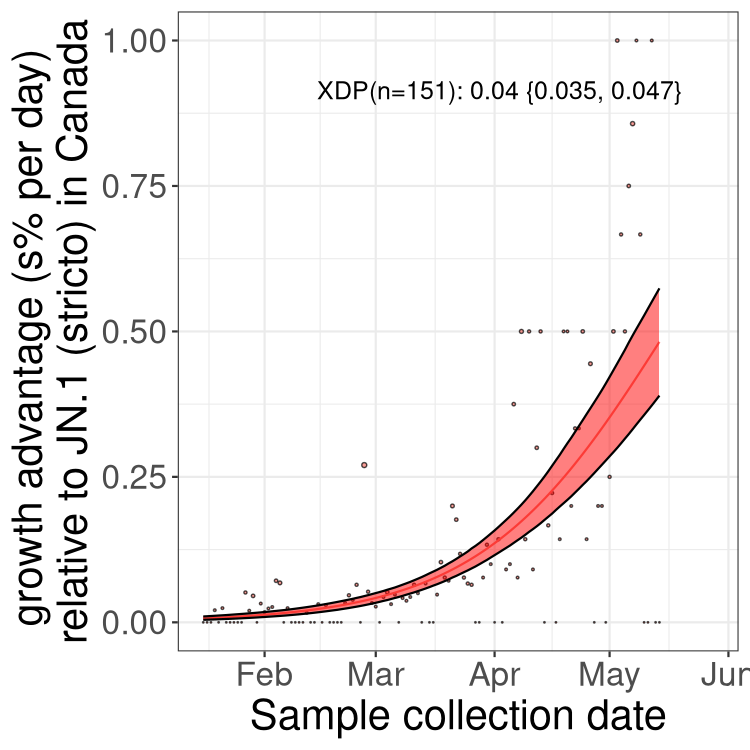 growth advantage (s% per day)
relative to JN.1 (stricto) in Canada
1.00
0.75
0.50
0.25
0.00
XDP(n=151): 0.04 {0.035, 0.047}
Feb Mar Apr May Jun
Sample collection date